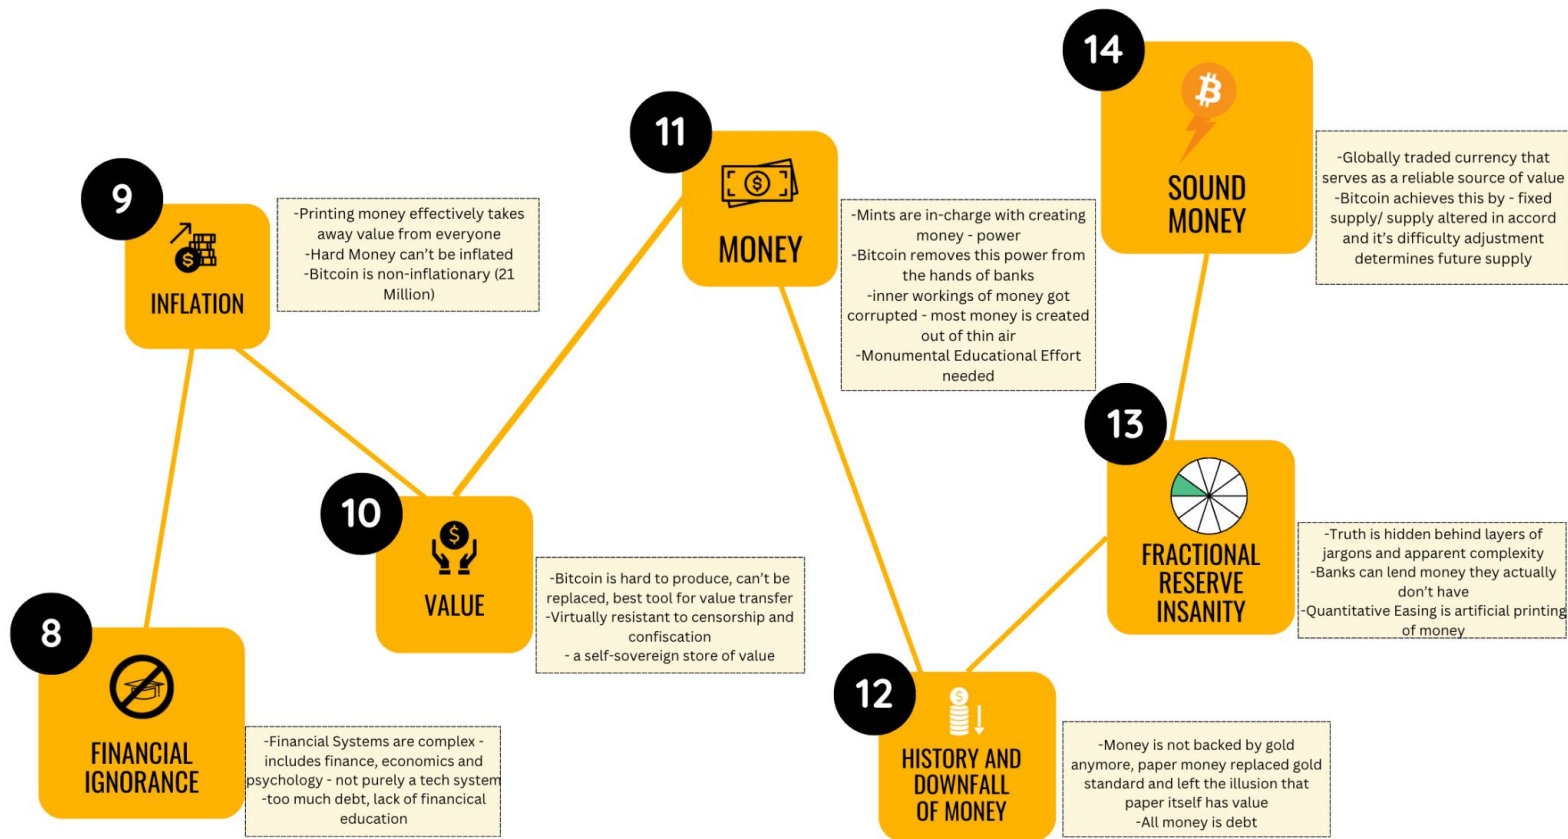 8
FINANCIAL
IGNORANCE
-Financial Systems are complex -
includes finance, economics and
psychology - not purely a tech system
-too much debt, lack of financical
education
9
INFLATION
-Printing money effectively takes
away value from everyone
-Hard Money can't be inflated
-Bitcoin is non-inflationary (21
Million)
10
VALUE
-Bitcoin is hard to produce, can't be
replaced, best tool for value transfer
-Virtually resistant to censorship and
confiscation
- a self-sovereign store of value
11
MONEY
-Mints are in-charge with creating
money - power
-Bitcoin removes this power from
the hands of banks
-inner workings of money got
corrupted - most money is created
out of thin air
-Monumental Educational Effort
needed
12
HISTORY AND
DOWNFALL
OF MONEY
-Money is not backed by gold
anymore, paper money replaced gold
standard and left the illusion that
paper itself has value
-All money is debt
13
FRACTIONAL
RESERVE
INSANITY
-Truth is hidden behind layers of
jargons and apparent complexity
-Banks can lend money they actually
don't have
-Quantitative Easing is artificial printing
of money
14
SOUND
MONEY
-Globally traded currency that
serves as a reliable source of value
-Bitcoin achieves this by - fixed
supply/ supply altered in accord
and it's difficulty adjustment
determines future supply